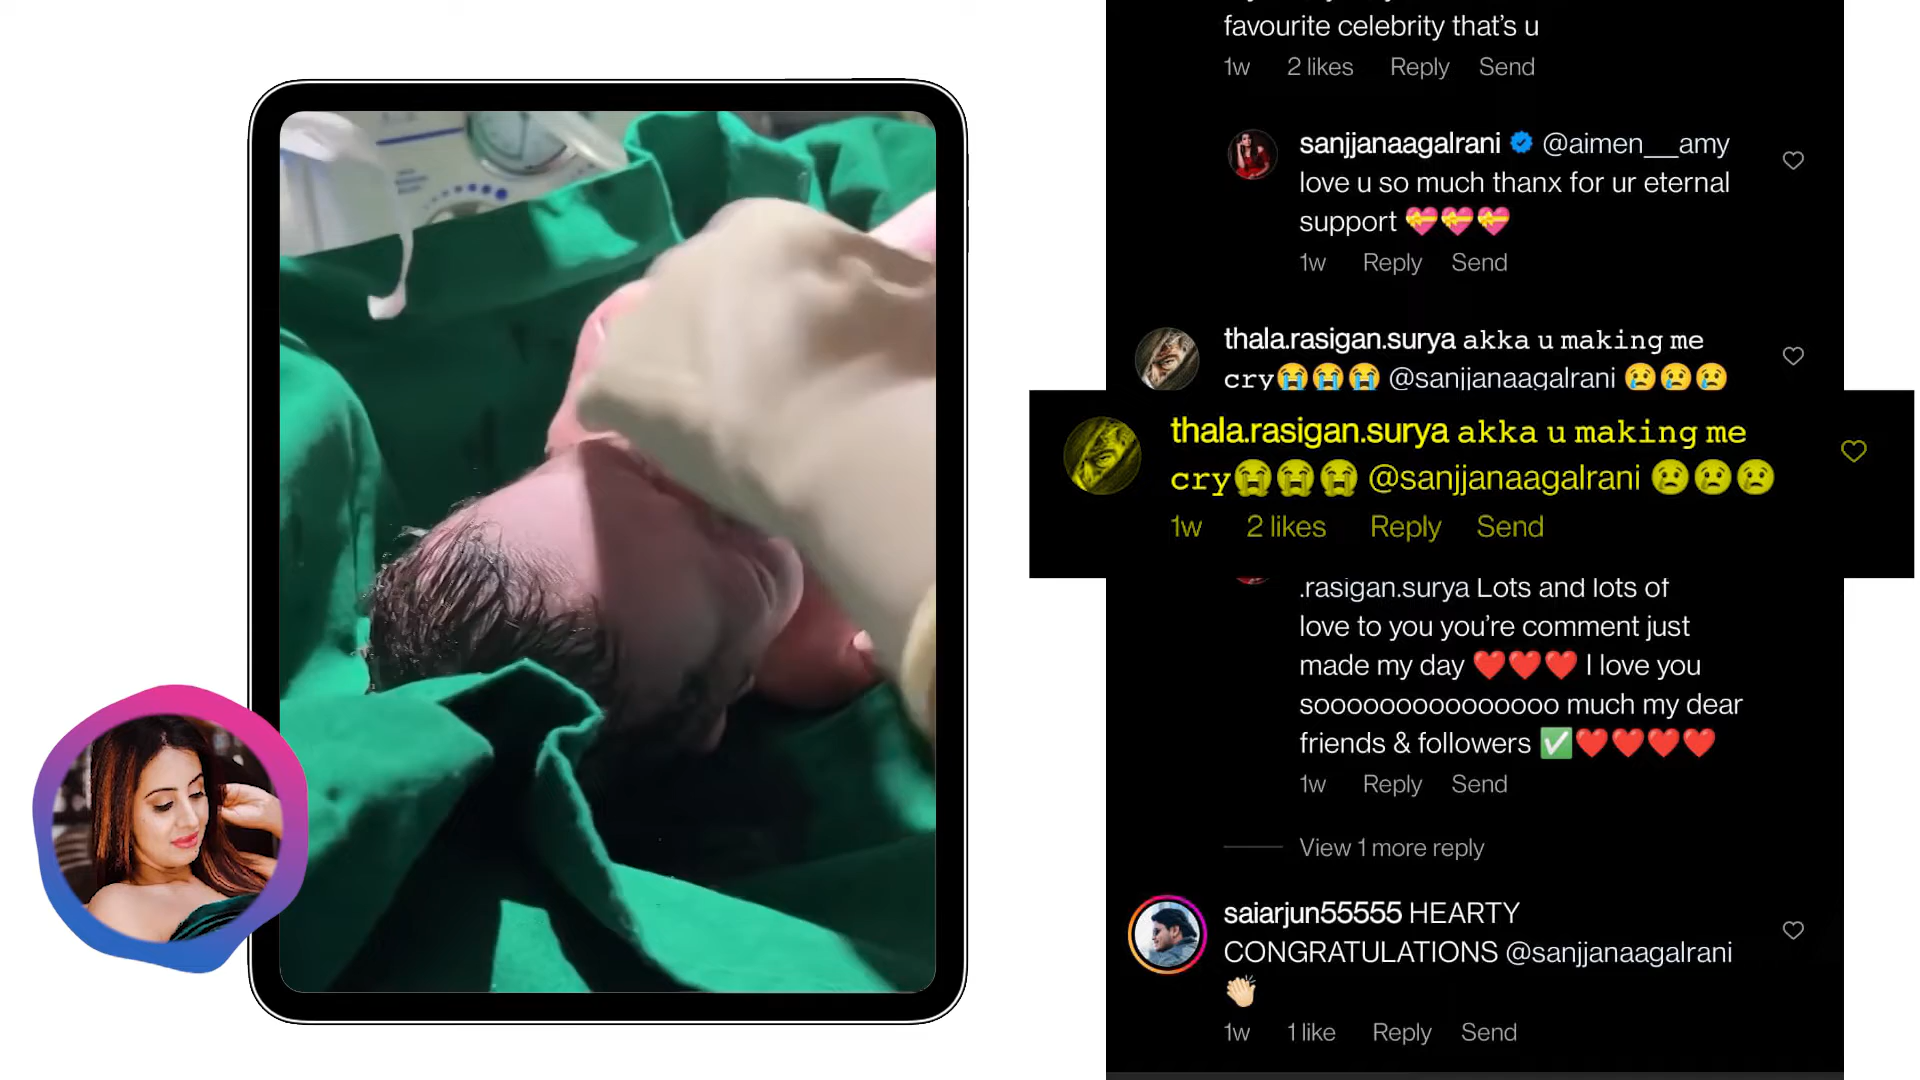 favourite celebrity that's u
1w 2 likes Reply Send
sanjjanaagalrani @aimen___amy
love u so much thanx for ur eternal
support 💝💝💝
1w Reply Send
thala.rasigan.surya 𝚊𝚔𝚔𝚊 𝚞 𝚖𝚊𝚔𝚒𝚗𝚐 𝚖𝚎
𝚌𝚛𝚢😭😭😭 @sanjjanaagalrani 😢😢😢
thala.rasigan.surya 𝚊𝚔𝚔𝚊 𝚞 𝚖𝚊𝚔𝚒𝚗𝚐 𝚖𝚎
𝚌𝚛𝚢😭😭😭 @sanjjanaagalrani 😢😢😢
1w 2 likes Reply Send
.rasigan.surya Lots and lots of
love to you you're comment just
made my day ❤️❤️❤️ I love you
sooooooooooooooo much my dear
friends & followers ✅❤️❤️❤️❤️
1w Reply Send
View 1 more reply
saiarjun55555 HEARTY
CONGRATULATIONS @sanjjanaagalrani
👏🏻
1w 1 like Reply Send